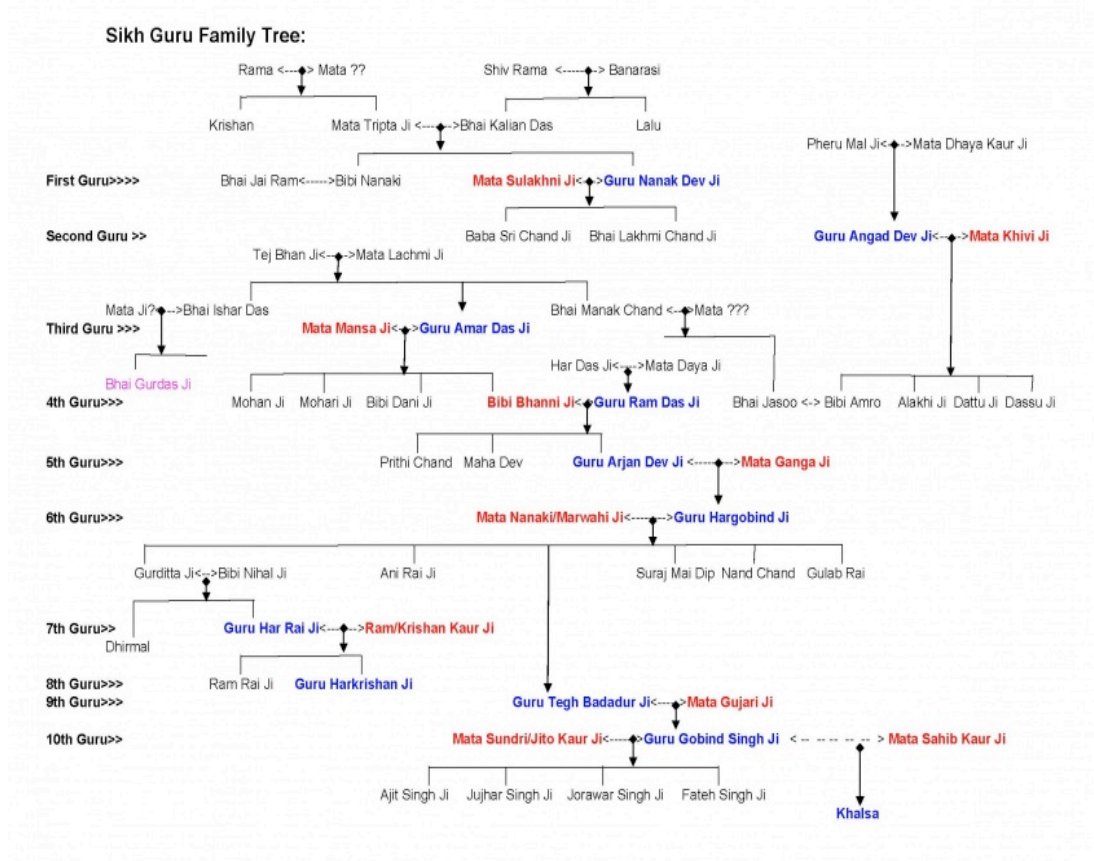 Sikh Guru Family Tree:
Rama <----> Mata ?? Shiv Rama <-----> Banarasi
Krishan Mata Tripta Ji <----->Bhai Kalian Das Lalu
Pheru Mal Ji<-->Mata Dhaya Kaur Ji
First Guru>>>> Bhai Jai Ram<----->Bibi Nanaki Mata Sulakhni Ji<-->Guru Nanak Dev Ji
Second Guru >> Baba Sri Chand Ji Bhai Lakhmi Chand Ji Guru Angad Dev Ji<--->Mata Khivi Ji
Tej Bhan Ji<--->Mata Lachmi Ji
Mata Ji?<-->Bhai Ishar Das Bhai Manak Chand <-->Mata ???
Third Guru >>> Mata Mansa Ji<-->Guru Amar Das Ji
Har Das Ji<---->Mata Daya Ji
Bhai Gurdas Ji
4th Guru>>> Mohan Ji Mohari Ji Bibi Dani Ji Bibi Bhanni Ji<->Guru Ram Das Ji Bhai Jasoo <-> Bibi Amro Alakhi Ji Dattu Ji Dassu Ji
5th Guru>>> Prithi Chand Maha Dev Guru Arjan Dev Ji <------->Mata Ganga Ji
6th Guru>>> Mata Nanaki/Marwahi Ji<------>Guru Hargobind Ji
Gurditta Ji<-->Bibi Nihal Ji Ani Rai Ji Suraj Mai Dip Nand Chand Gulab Rai
7th Guru>> Guru Har Rai Ji<----->Ram/Krishan Kaur Ji
Dhirmal
8th Guru>>> Ram Rai Ji Guru Harkrishan Ji
9th Guru>>> Guru Tegh Badadur Ji<---->Mata Gujari Ji
10th Guru>> Mata Sundri/Jito Kaur Ji<----->Guru Gobind Singh Ji < -- -- -- -- > Mata Sahib Kaur Ji
Ajit Singh Ji Jujhar Singh Ji Jorawar Singh Ji Fateh Singh Ji
Khalsa